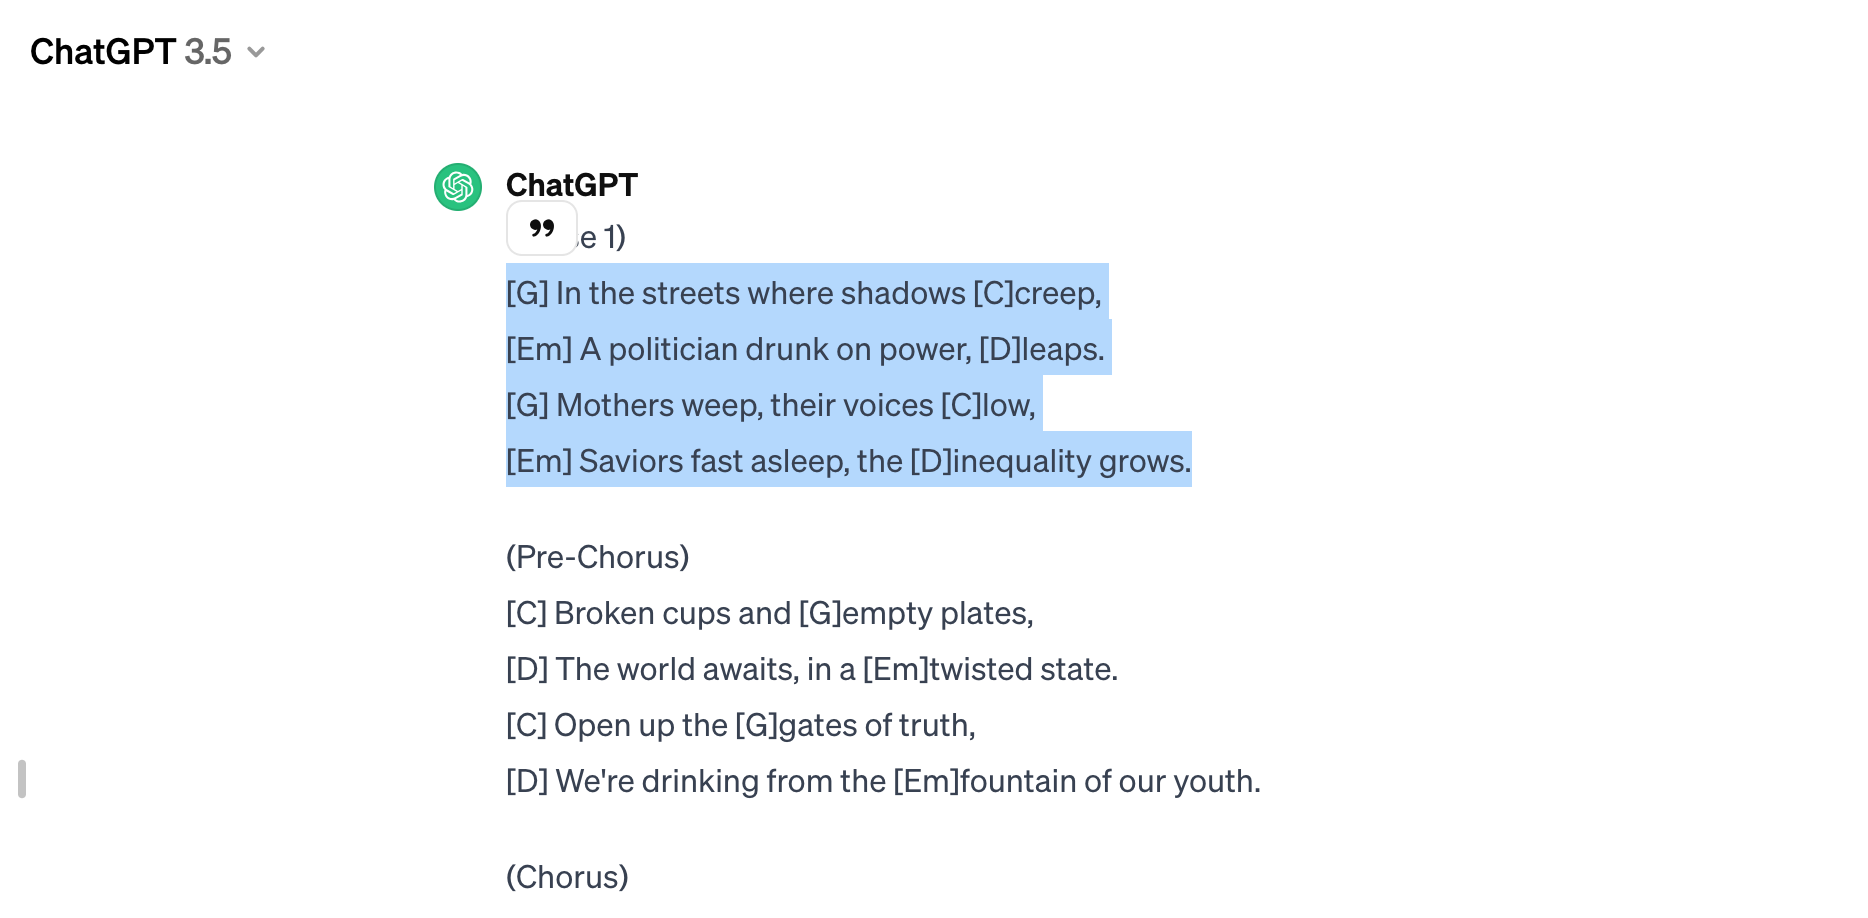 ChatGPT 3.5
ChatGPT
”
e 1)
[G] In the streets where shadows [C]creep,
[Em] A politician drunk on power, [D]leaps.
[G] Mothers weep, their voices [C]low,
[Em] Saviors fast asleep, the [D]inequality grows.
(Pre-Chorus)
[C] Broken cups and [G]empty plates,
[D] The world awaits, in a [Em]twisted state.
[C] Open up the [G]gates of truth,
[D] We're drinking from the [Em]fountain of our youth.
(Chorus)